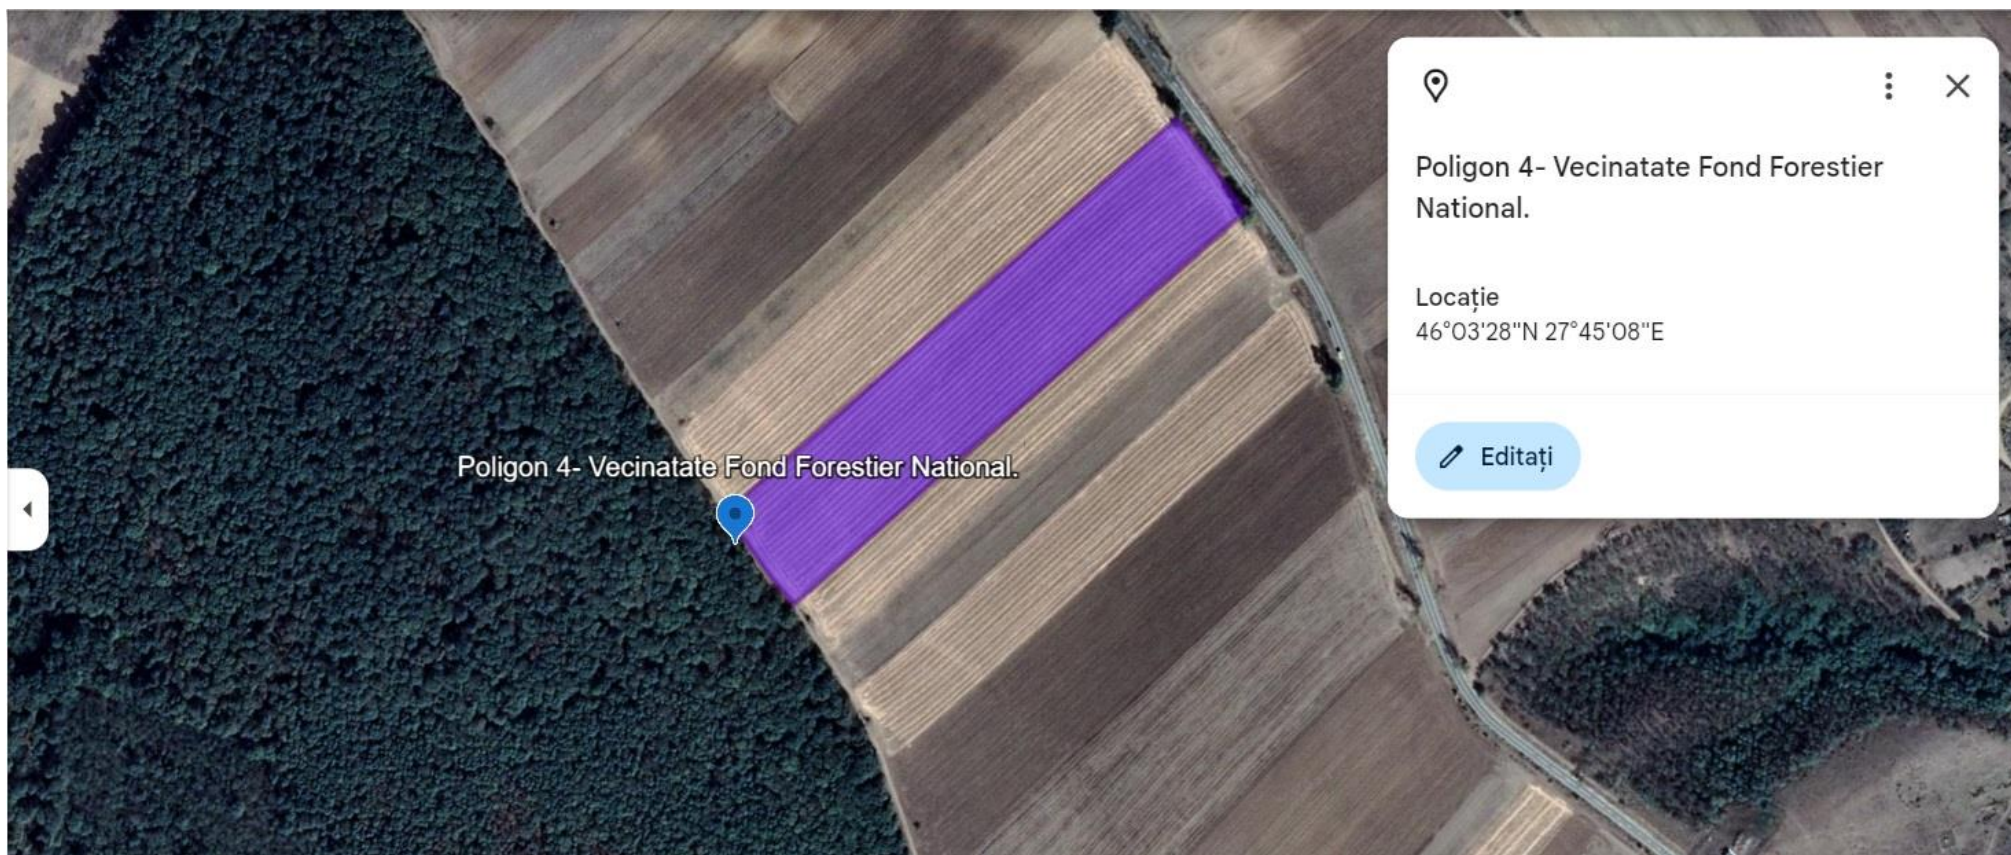 Poligon 4- Vecinatate Fond Forestier
National.
Locație
46°03'28"N 27°45'08"E
Editați
Poligon 4- Vecinatate Fond Forestier National.